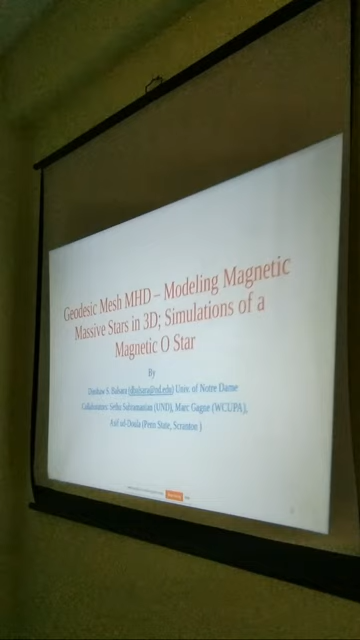 Geodesic Mesh MHD – Modeling Magnetic
Massive Stars in 3D; Simulations of a
Magnetic O Star
By
Dinshaw S. Balsara (dbalsara@nd.edu) Univ. of Notre Dame
Collaborators: Sethu Subramanian (UND), Marc Gagne (WCUPA),
Asif ud-Doula (Penn State, Scranton )